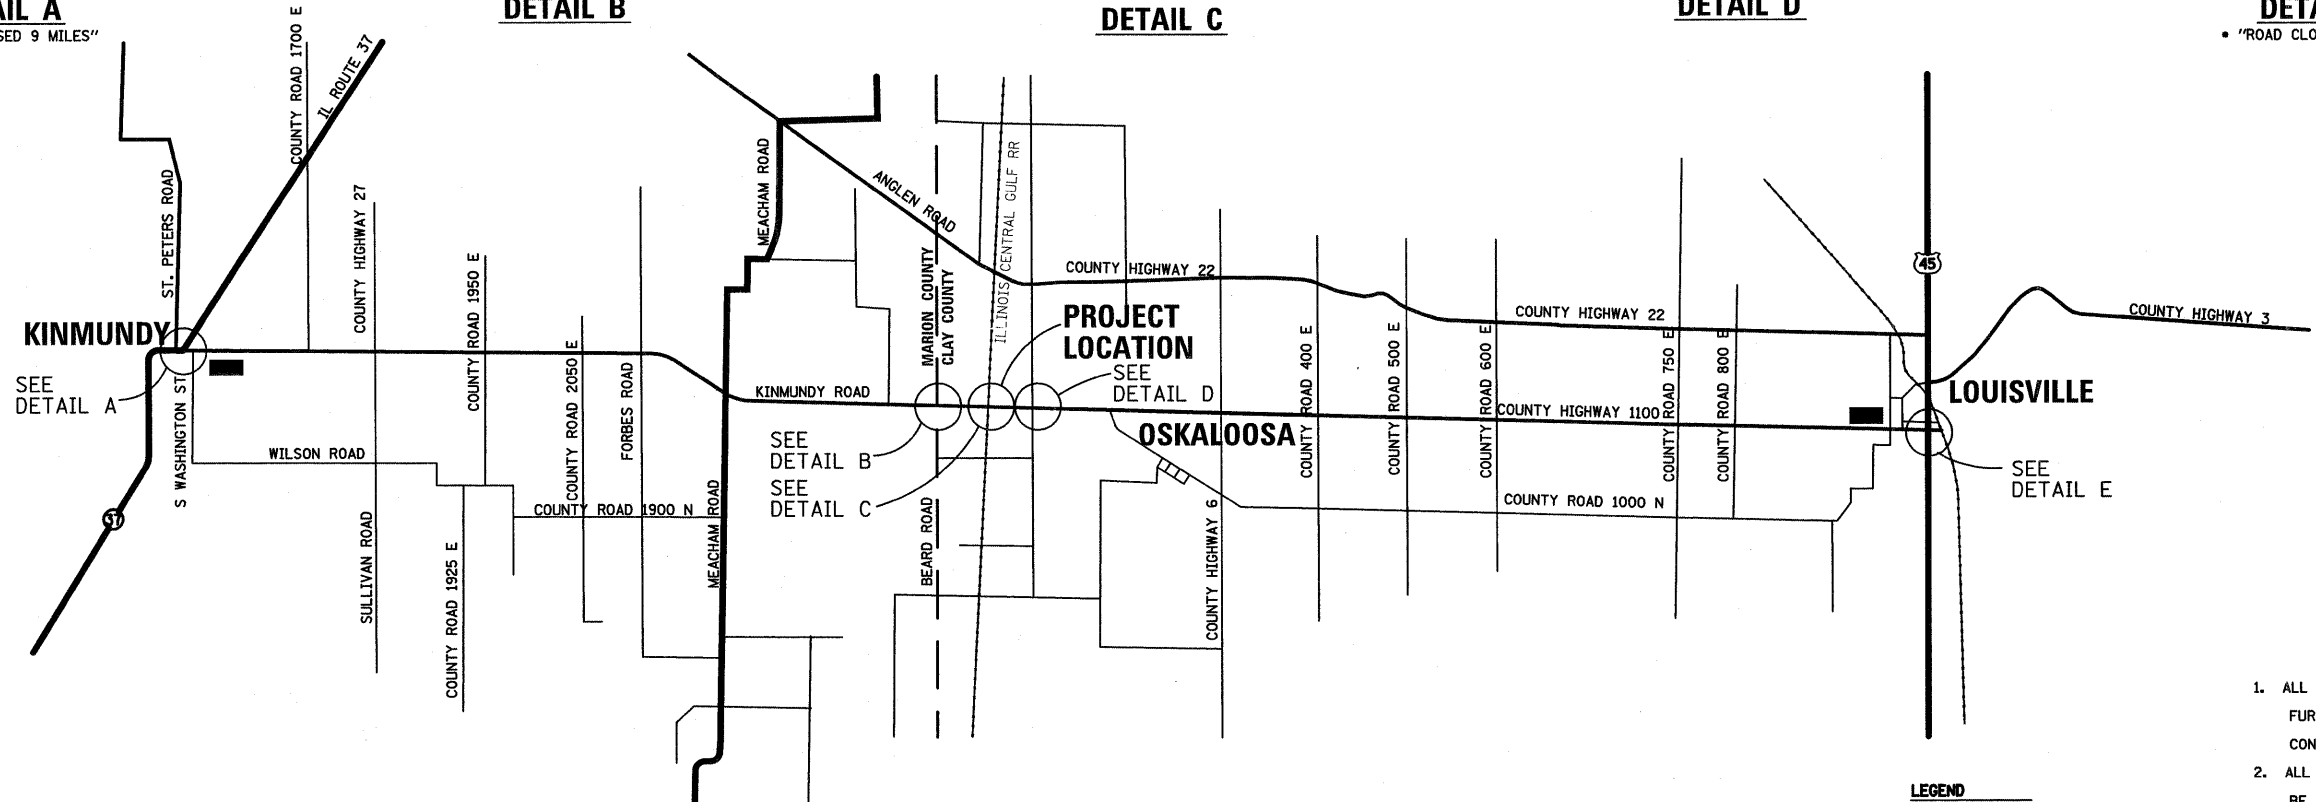 AIL A
SED 9 MILES"
DETAIL B
DETAIL C
DETAIL D
DETA
• "ROAD CLO
COUNTY ROAD 1700 E
IL ROUTE 37
ST. PETERS ROAD
COUNTY HIGHWAY 27
COUNTY ROAD 1950 E
MEACHAM ROAD
ANGLEN ROAD
MARION COUNTY
CLAY COUNTY
ILLINOIS CENTRAL GULF RR
COUNTY HIGHWAY 22
45
COUNTY HIGHWAY 22
COUNTY HIGHWAY 3
KINMUNDY
PROJECT
LOCATION
SEE
DETAIL A
S WASHINGTON ST
COUNTY ROAD 2050 E
FORBES ROAD
KINMUNDY ROAD
SEE
DETAIL D
COUNTY ROAD 400 E
COUNTY ROAD 500 E
COUNTY ROAD 600 E
COUNTY ROAD 750 E
COUNTY ROAD 800 E
COUNTY HIGHWAY 1100
LOUISVILLE
OSKALOOSA
SEE
DETAIL B
SEE
DETAIL C
WILSON ROAD
SEE
DETAIL E
37
COUNTY ROAD 1900 N
COUNTY ROAD 1000 N
SULLIVAN ROAD
COUNTY ROAD 1925 E
MEACHAM ROAD
BEARD ROAD
COUNTY HIGHWAY 6
1. ALL
FUR
CON
2. ALL
BE
LEGEND